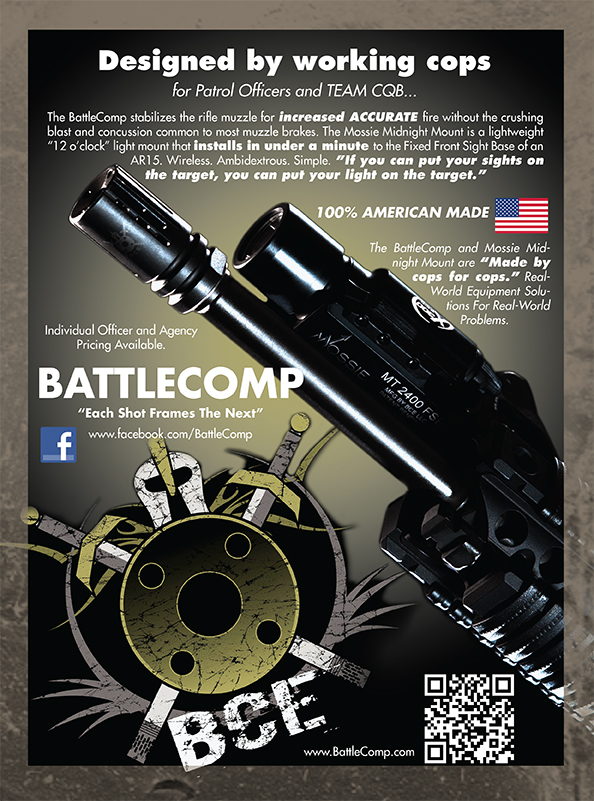 Designed by working cops
for Patrol Officers and TEAM CQB...
The BattleComp stabilizes the rifle muzzle for increased ACCURATE fire without the crushing
blast and concussion common to most muzzle brakes. The Mossie Midnight Mount is a lightweight
“12 o’clock” light mount that installs in under a minute to the Fixed Front Sight Base of an
AR15. Wireless. Ambidextrous. Simple. ”If you can put your sights on
the target, you can put your light on the target.”
100% AMERICAN MADE
The BattleComp and Mossie Mid-
night Mount are “Made by
cops for cops.” Real-
World Equipment Solu-
tions For Real-World
Problems.
MOSSIE
MT 2400 FS
MFG BY BCE
Individual Officer and Agency
Pricing Available.
BATTLECOMP
“Each Shot Frames The Next”
f
www.facebook.com/BattleComp
BCE
www.BattleComp.com